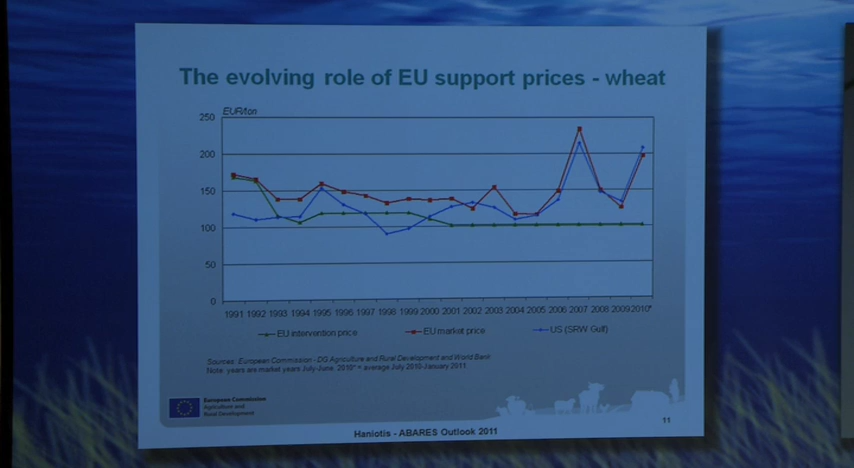 The evolving role of EU support prices - wheat
EUR/ton
250
200
150
100
50
0
1991 1992 1993 1994 1995 1996 1997 1998 1999 2000 2001 2002 2003 2004 2005 2006 2007 2008 2009 2010*
EU intervention price EU market price US (SRW Gulf)
Sources: European Commission - DG Agriculture and Rural Development and World Bank
Note: years are market years July-June, 2010* = average July 2010-January 2011
European Commission
Agriculture and
Rural Development
11
Haniotis - ABARES Outlook 2011